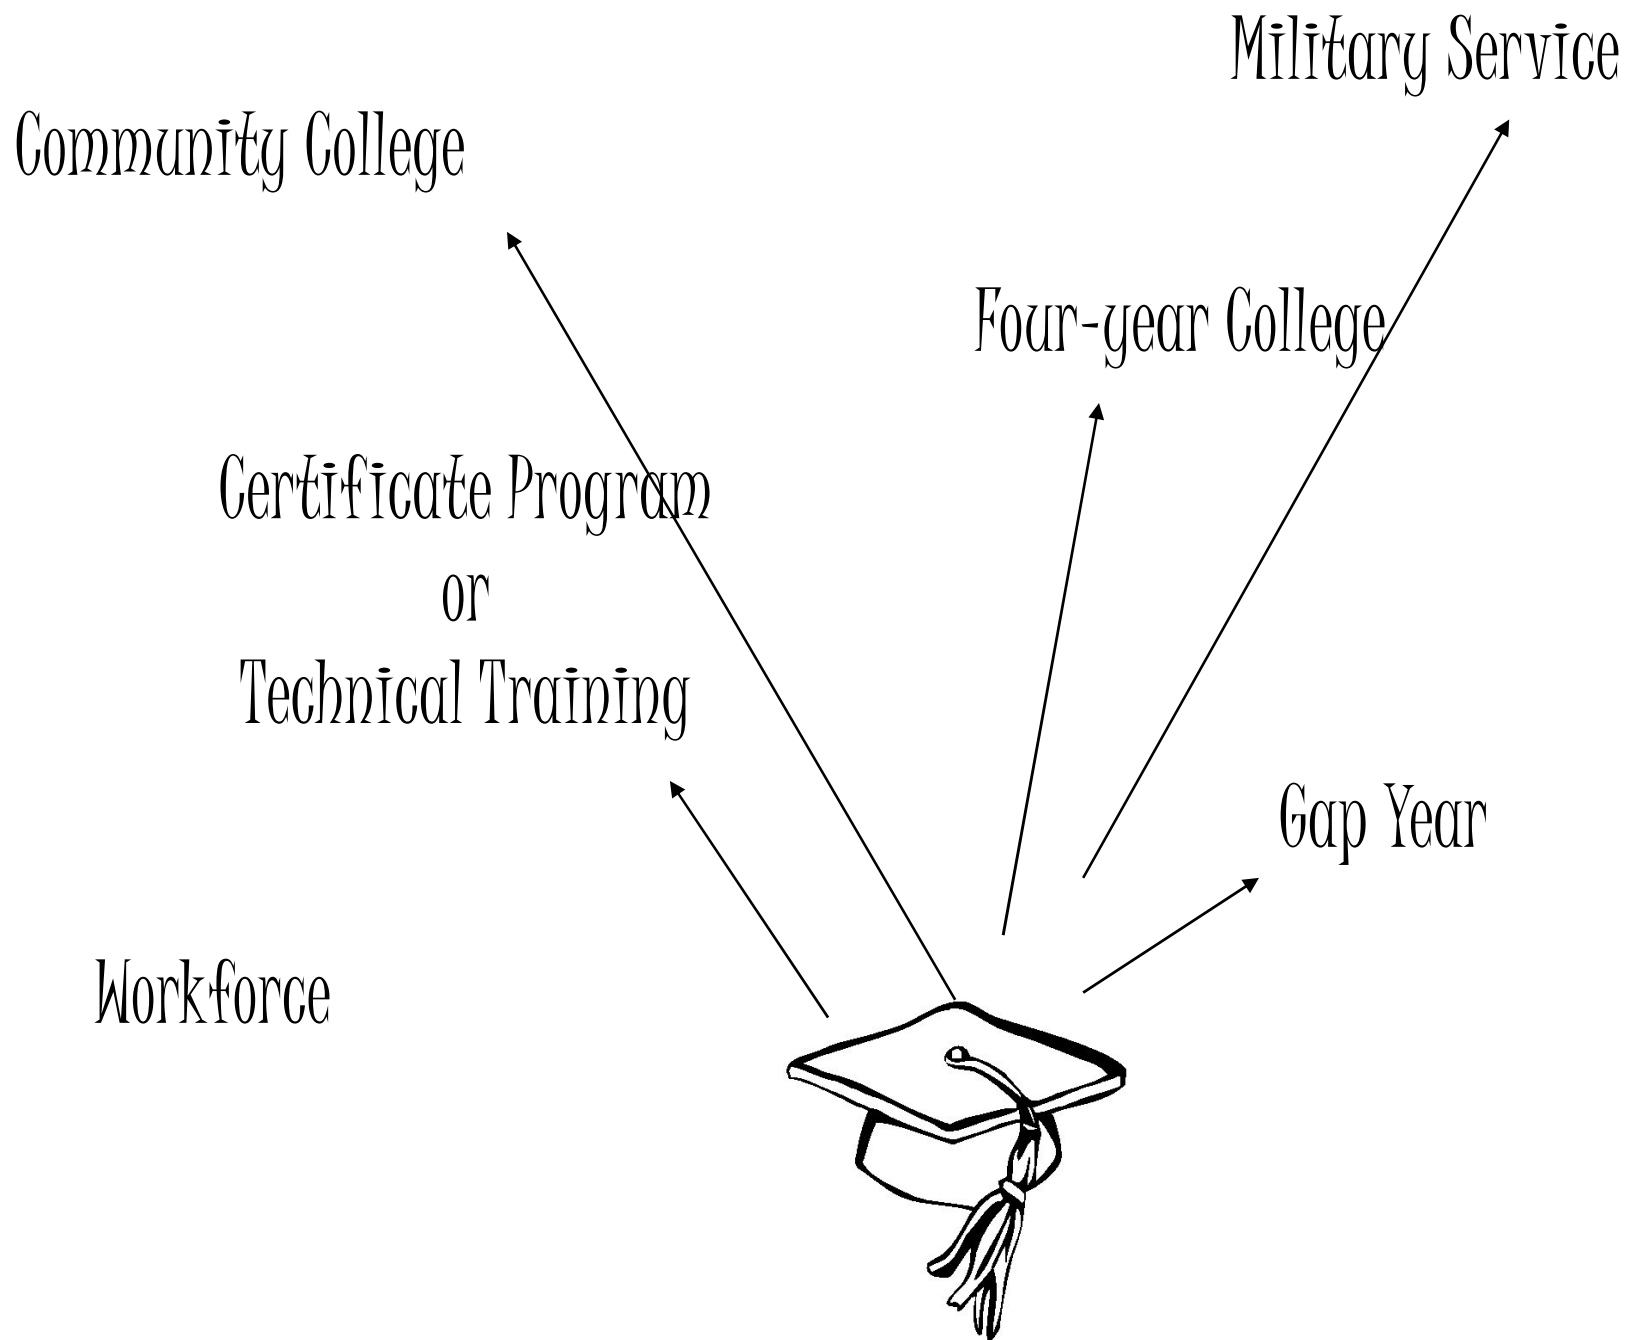 Military Service
Community College
Four-year College
Certificate Program
or
Technical Training
Gap Year
Workforce